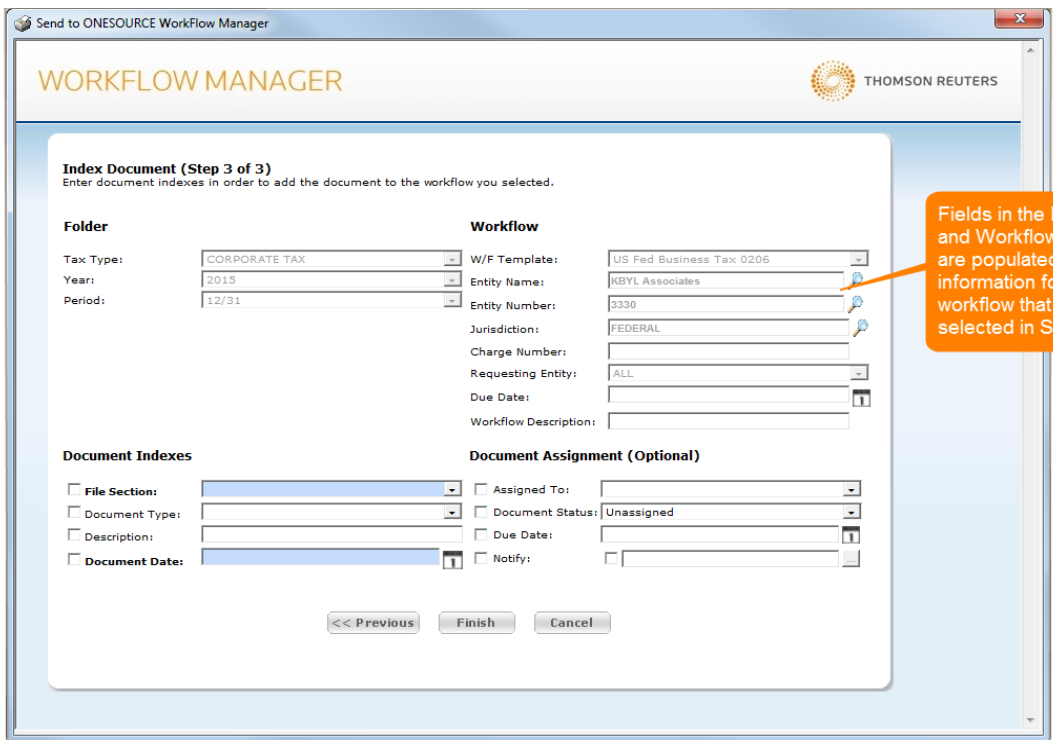 Send to ONESOURCE WorkFlow Manager
WORKFLOW MANAGER
THOMSON REUTERS
Index Document (Step 3 of 3)
Enter document indexes in order to add the document to the workflow you selected.
Folder
Tax Type: CORPORATE TAX
Year: 2015
Period: 12/31
Workflow
W/F Template: US Fed Business Tax 0206
Entity Name: KBYL Associates
Entity Number: 3330
Jurisdiction: FEDERAL
Charge Number:
Requesting Entity: ALL
Due Date: 1
Workflow Description:
Fields in the
and Workflow
are populated
information
workflow that
selected in
Document Indexes
File Section:
Document Type:
Description:
Document Date: 1
Document Assignment (Optional)
Assigned To:
Document Status: Unassigned
Due Date: 1
Notify: ...
<< Previous Finish Cancel